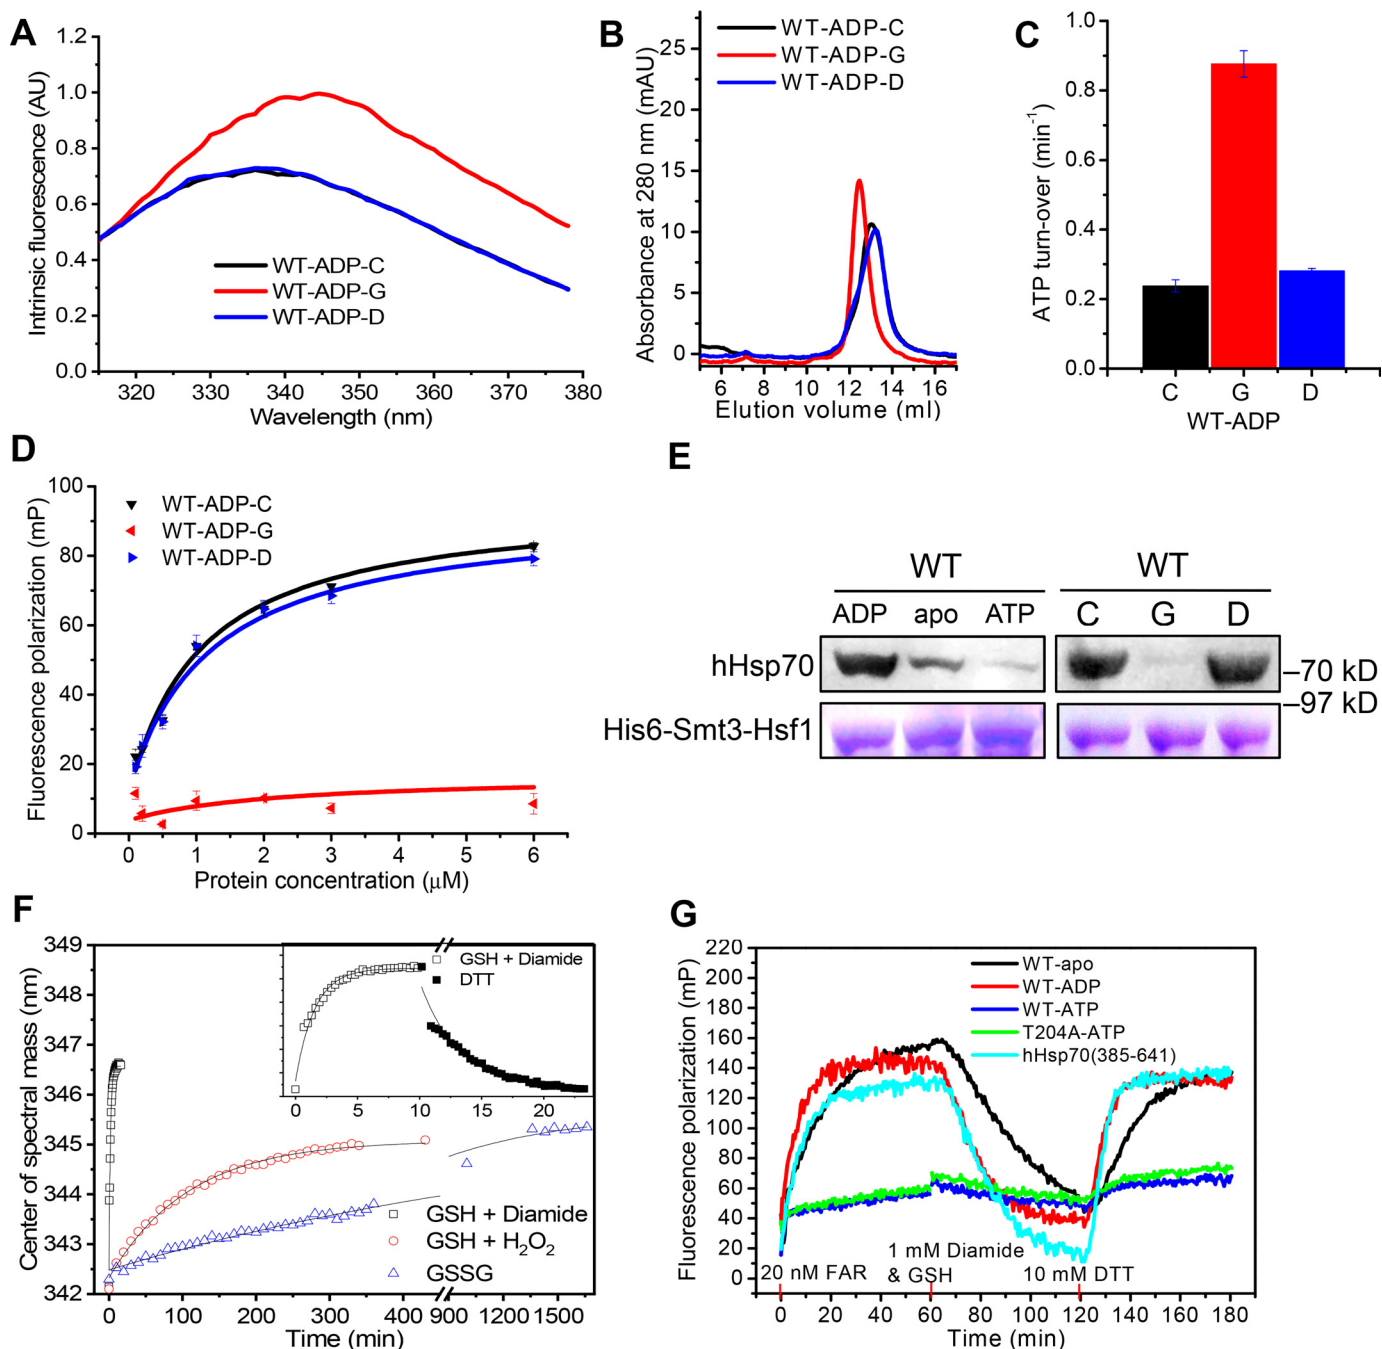 A
1.2
1.0
0.8
0.6
0.4
0.2
0.0
Intrinsic fluorescence (AU)
WT-ADP-C
WT-ADP-G
WT-ADP-D
320 330 340 350 360 370 380
Wavelength (nm)
B
25
20
15
10
5
0
Absorbance at 280 nm (mAU)
WT-ADP-C
WT-ADP-G
WT-ADP-D
6 8 10 12 14 16
Elution volume (ml)
C
1.0
0.8
0.6
0.4
0.2
0.0
ATP turn-over (min⁻¹)
C G D
WT-ADP
D
100
80
60
40
20
0
Fluorescence polarization (mP)
WT-ADP-C
WT-ADP-G
WT-ADP-D
0 1 2 3 4 5 6
Protein concentration (μM)
E
WT WT
ADP apo ATP C G D
hHsp70
–70 kD
–97 kD
His6-Smt3-Hsf1
F
349
348
347
346
345
344
343
342
Center of spectral mass (nm)
GSH + Diamide
DTT
0 5 10 15 20
GSH + Diamide
GSH + H₂O₂
GSSG
0 100 200 300 400 900 1200 1500
Time (min)
G
220
200
180
160
140
120
100
80
60
40
20
0
Fluorescence polarization (mP)
WT-apo
WT-ADP
WT-ATP
T204A-ATP
hHsp70(385-641)
20 nM FAR
1 mM Diamide
& GSH
10 mM DTT
0 20 40 60 80 100 120 140 160 180
Time (min)